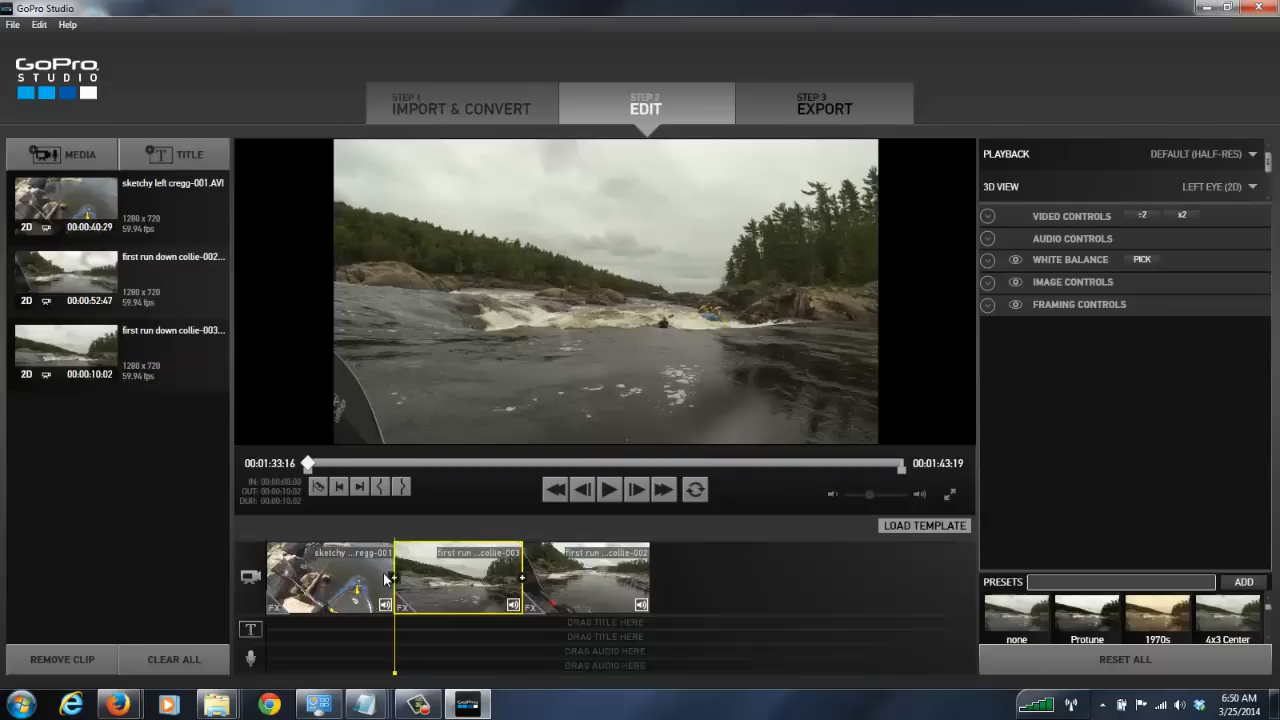 GoPro Studio
File Edit Help
GoPro
STUDIO
STEP 1
IMPORT & CONVERT
STEP 2
EDIT
STEP 3
EXPORT
MEDIA
TITLE
sketchy left cregg-001.AVI
1280 x 720
59.94 fps
2D 00:00:40:29
first run down collie-002...
1280 x 720
59.94 fps
2D 00:00:52:47
first run down collie-003...
1280 x 720
59.94 fps
2D 00:00:10:02
PLAYBACK DEFAULT (HALF-RES)
3D VIEW LEFT EYE (2D)
VIDEO CONTROLS ÷2 x2
AUDIO CONTROLS
WHITE BALANCE PICK
IMAGE CONTROLS
FRAMING CONTROLS
00:01:33:16
00:01:43:19
IN: 00:00:00:00
OUT: 00:00:10:02
DUR: 00:00:10:02
LOAD TEMPLATE
sketchy ...regg-001
first run ...collie-003
first run ...collie-002
FX
FX
FX
T
DRAG TITLE HERE
DRAG TITLE HERE
DRAG AUDIO HERE
DRAG AUDIO HERE
PRESETS
ADD
none
Protune
1970s
4x3 Center
REMOVE CLIP
CLEAR ALL
RESET ALL
6:50 AM
3/25/2014